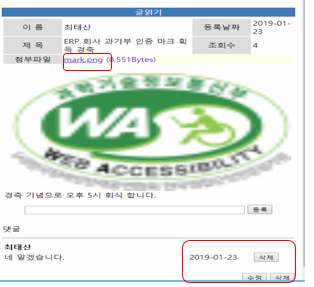 글읽기
이 름 최태산 등록날짜 2019-01-23
제 목 ERP 회사 과기부 인증 마크 획득 경축 조회수 4
첨부파일 mark.png (8,551Bytes)
과학기술정보통신부
WA
WEB ACCESSIBILITY
경축 기념으로 오후 5시 회식 합니다.
등록
댓글
최태산
네 알겠습니다. 2019-01-23 삭제
수정 삭제